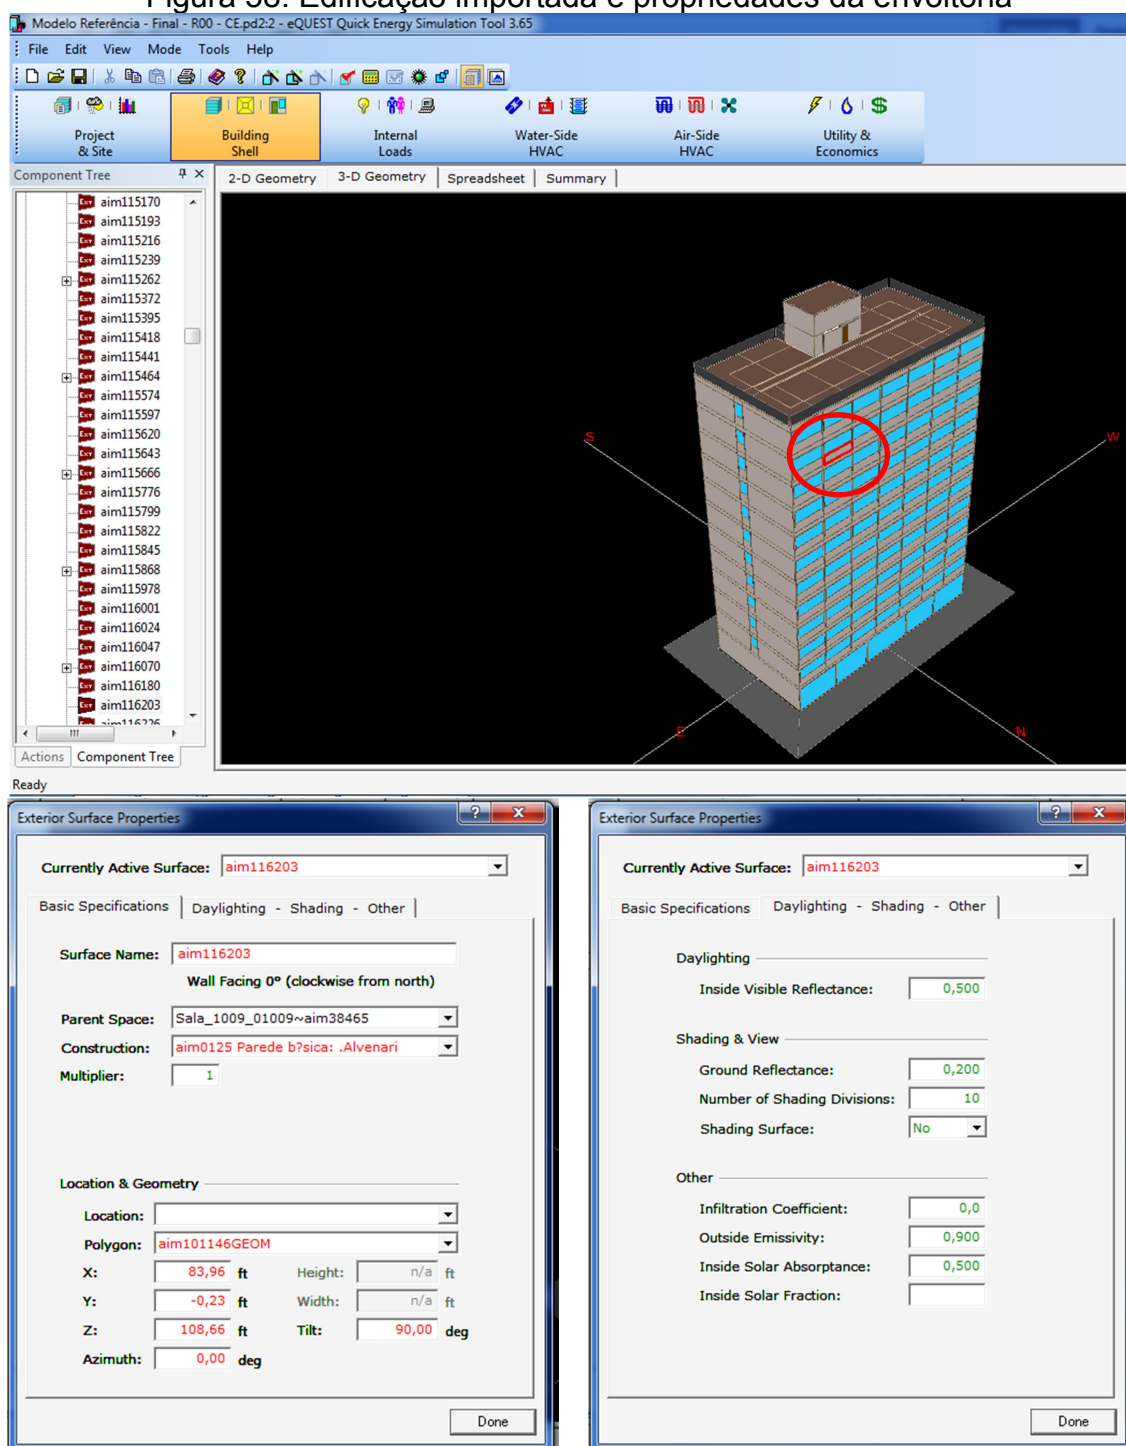 Figura 58: Edificação importada e propriedades da envoltória
Modelo Referência - Final - R00 - CE.pd2:2 - eQUEST Quick Energy Simulation Tool 3.65
File Edit View Mode Tools Help
Project & Site
Building Shell
Internal Loads
Water-Side HVAC
Air-Side HVAC
Utility & Economics
Component Tree
2-D Geometry 3-D Geometry Spreadsheet Summary
aim115170
aim115193
aim115216
aim115239
aim115262
aim115372
aim115395
aim115418
aim115441
aim115464
aim115574
aim115597
aim115620
aim115643
aim115666
aim115776
aim115799
aim115822
aim115845
aim115868
aim115978
aim116001
aim116024
aim116047
aim116070
aim116180
aim116203
aim116226
S
W
E
N
Actions Component Tree
Ready
Exterior Surface Properties
Currently Active Surface: aim116203
Basic Specifications Daylighting - Shading - Other
Surface Name: aim116203
Wall Facing 0º (clockwise from north)
Parent Space: Sala_1009_01009~aim38465
Construction: aim0125 Parede b?sica: .Alvenari
Multiplier: 1
Location & Geometry
Location:
Polygon: aim101146GEOM
X: 83,96 ft Height: n/a ft
Y: -0,23 ft Width: n/a ft
Z: 108,66 ft Tilt: 90,00 deg
Azimuth: 0,00 deg
Done
Exterior Surface Properties
Currently Active Surface: aim116203
Basic Specifications Daylighting - Shading - Other
Daylighting
Inside Visible Reflectance: 0,500
Shading & View
Ground Reflectance: 0,200
Number of Shading Divisions: 10
Shading Surface: No
Other
Infiltration Coefficient: 0,0
Outside Emissivity: 0,900
Inside Solar Absorptance: 0,500
Inside Solar Fraction:
Done